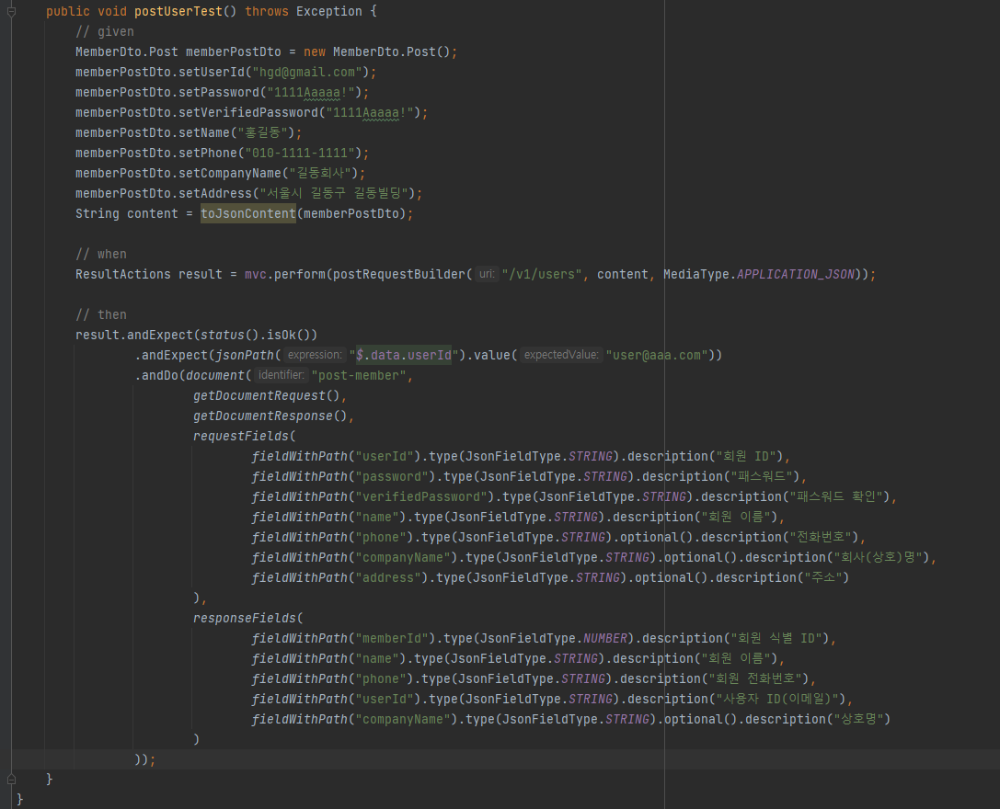 public void postUserTest() throws Exception {
// given
MemberDto.Post memberPostDto = new MemberDto.Post();
memberPostDto.setUserId("hgd@gmail.com");
memberPostDto.setPassword("1111Aaaaa!");
memberPostDto.setVerifiedPassword("1111Aaaaa!");
memberPostDto.setName("홍길동");
memberPostDto.setPhone("010-1111-1111");
memberPostDto.setCompanyName("길동회사");
memberPostDto.setAddress("서울시 길동구 길동빌딩");
String content = toJsonContent(memberPostDto);
// when
ResultActions result = mvc.perform(postRequestBuilder( uri: "/v1/users", content, MediaType.APPLICATION_JSON));
// then
result.andExpect(status().isOk())
.andExpect(jsonPath( expression: "$.data.userId").value( expectedValue: "user@aaa.com"))
.andDo(document( identifier: "post-member",
getDocumentRequest(),
getDocumentResponse(),
requestFields(
fieldWithPath("userId").type(JsonFieldType.STRING).description("회원 ID"),
fieldWithPath("password").type(JsonFieldType.STRING).description("패스워드"),
fieldWithPath("verifiedPassword").type(JsonFieldType.STRING).description("패스워드 확인"),
fieldWithPath("name").type(JsonFieldType.STRING).description("회원 이름"),
fieldWithPath("phone").type(JsonFieldType.STRING).optional().description("전화번호"),
fieldWithPath("companyName").type(JsonFieldType.STRING).optional().description("회사(상호)명"),
fieldWithPath("address").type(JsonFieldType.STRING).optional().description("주소")
),
responseFields(
fieldWithPath("memberId").type(JsonFieldType.NUMBER).description("회원 식별 ID"),
fieldWithPath("name").type(JsonFieldType.STRING).description("회원 이름"),
fieldWithPath("phone").type(JsonFieldType.STRING).description("회원 전화번호"),
fieldWithPath("userId").type(JsonFieldType.STRING).description("사용자 ID(이메일)"),
fieldWithPath("companyName").type(JsonFieldType.STRING).optional().description("상호명")
)
));
}
}